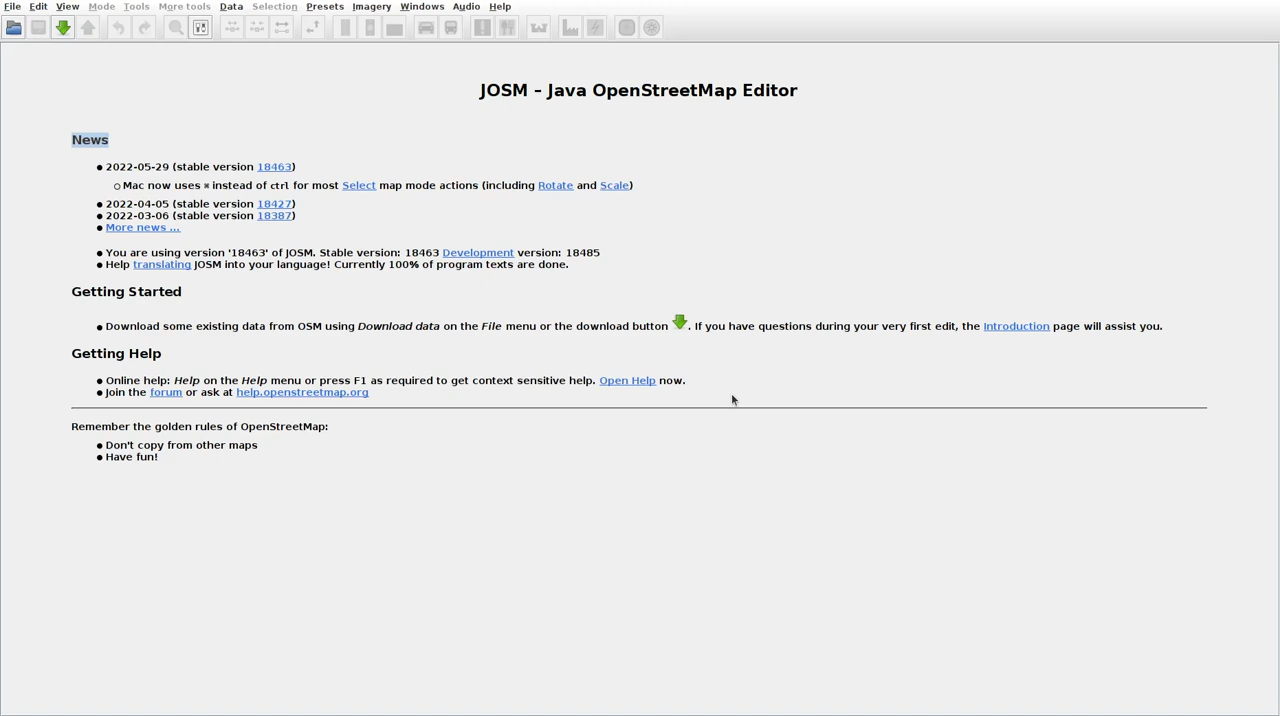 File Edit View Mode Tools More tools Data Selection Presets Imagery Windows Audio Help
JOSM – Java OpenStreetMap Editor
News
2022-05-29 (stable version 18463)
Mac now uses ⌘ instead of ctrl for most Select map mode actions (including Rotate and Scale)
2022-04-05 (stable version 18427)
2022-03-06 (stable version 18387)
More news ...
You are using version '18463' of JOSM. Stable version: 18463 Development version: 18485
Help translating JOSM into your language! Currently 100% of program texts are done.
Getting Started
Download some existing data from OSM using Download data on the File menu or the download button . If you have questions during your very first edit, the Introduction page will assist you.
Getting Help
Online help: Help on the Help menu or press F1 as required to get context sensitive help. Open Help now.
Join the forum or ask at help.openstreetmap.org
Remember the golden rules of OpenStreetMap:
Don't copy from other maps
Have fun!